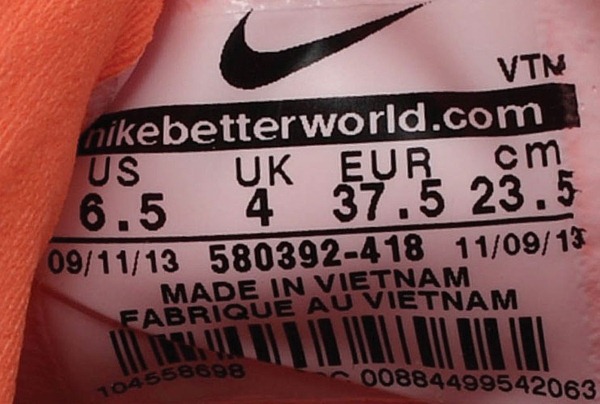 VTN
nikebetterworld.com
US UK EUR cm
6.5 4 37.5 23.5
09/11/13 580392-418 11/09/13
MADE IN VIETNAM
FABRIQUE AU VIETNAM
104558698 00884499542063